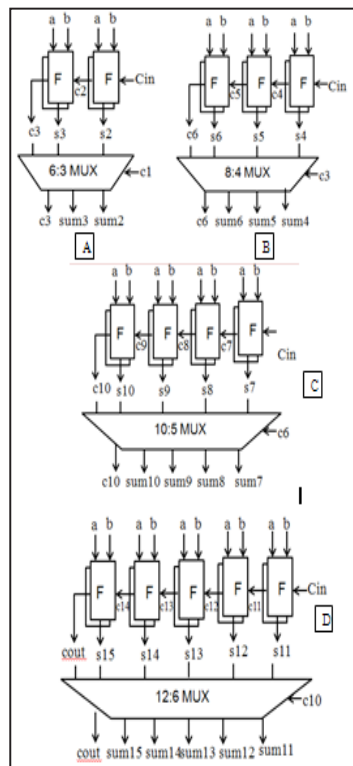 a b a b
F F Cin
c2
c3 s3 s2
6:3 MUX c1
c3 sum3 sum2
A
a b a b a b
F F F Cin
c5 c4
c6 s6 s5 s4
8:4 MUX c3
c6 sum6 sum5 sum4
B
a b a b a b a b
F F F F
c9 c8 c7
Cin
c10 s10 s9 s8 s7
C
10:5 MUX c6
c10 sum10 sum9 sum8 sum7
a b a b a b a b a b
F F F F F Cin
c14 c13 c12 c11
D
cout s15 s14 s13 s12 s11
12:6 MUX c10
cout sum15 sum14 sum13 sum12 sum11